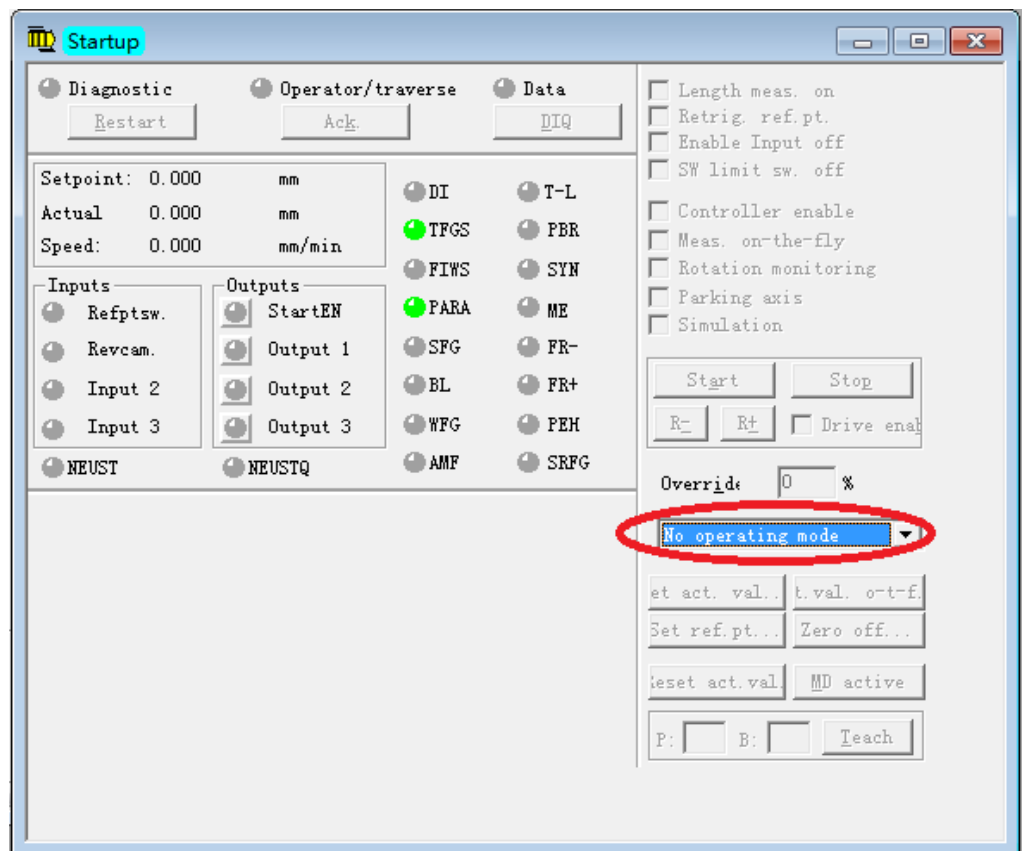 Startup
Diagnostic Operator/traverse Data
Restart Ack. DIQ
Setpoint: 0.000 mm
Actual 0.000 mm
Speed: 0.000 mm/min
Inputs
Refptsw.
Revcam.
Input 2
Input 3
Outputs
StartEN
Output 1
Output 2
Output 3
NEUST NEUSTQ
DI T-L
TFGS PBR
FIWS SYN
PARA ME
SFG FR-
BL FR+
WFG PEH
AMF SRFG
Length meas. on
Retrig. ref.pt.
Enable Input off
SW limit sw. off
Controller enable
Meas. on-the-fly
Rotation monitoring
Parking axis
Simulation
Start Stop
R- R+ Drive enab
Override 0 %
No operating mode
et act. val.. t.val. o-t-f.
Set ref.pt... Zero off...
eset act.val. MD active
P: B: Teach